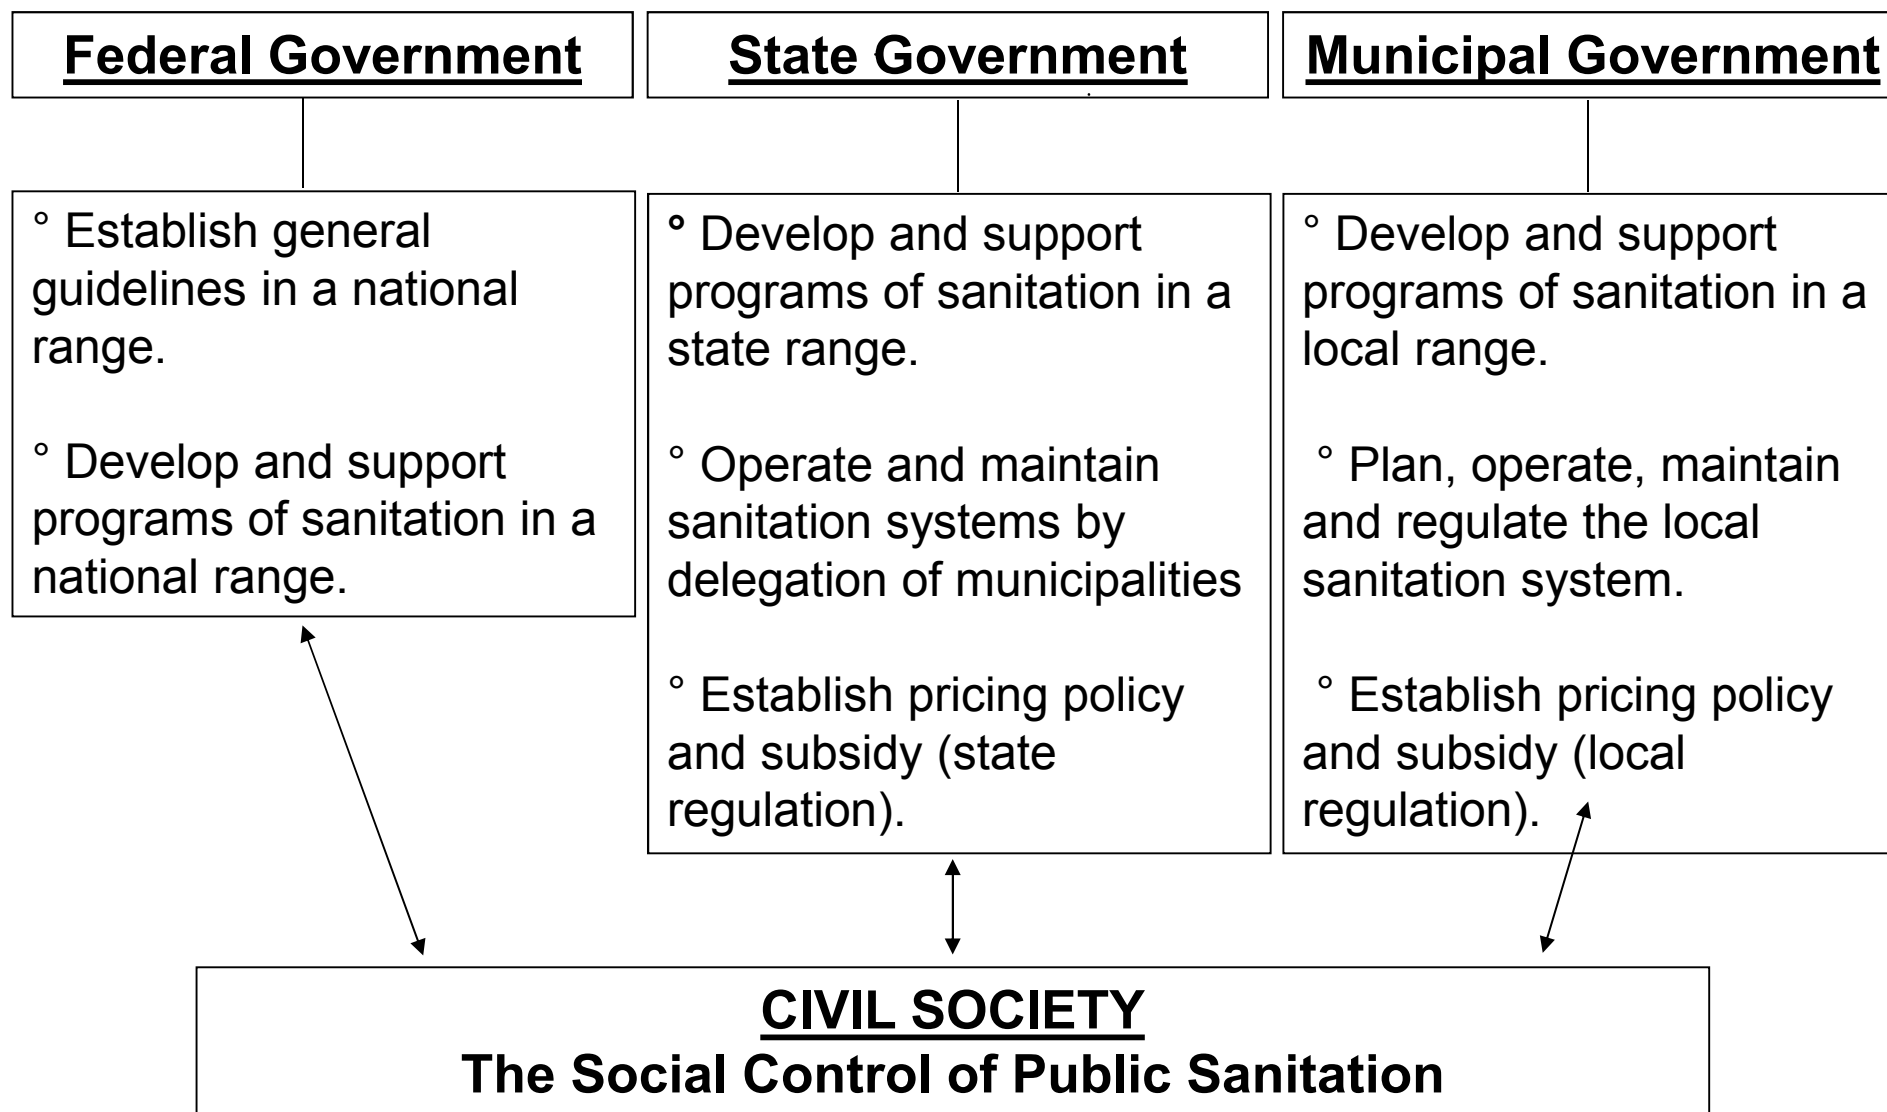 Federal Government
State Government
Municipal Government
° Establish general
guidelines in a national
range.
° Develop and support
programs of sanitation in a
national range.
° Develop and support
programs of sanitation in a
state range.
° Operate and maintain
sanitation systems by
delegation of municipalities
° Establish pricing policy
and subsidy (state
regulation).
° Develop and support
programs of sanitation in a
local range.
° Plan, operate, maintain
and regulate the local
sanitation system.
° Establish pricing policy
and subsidy (local
regulation).
CIVIL SOCIETY
The Social Control of Public Sanitation